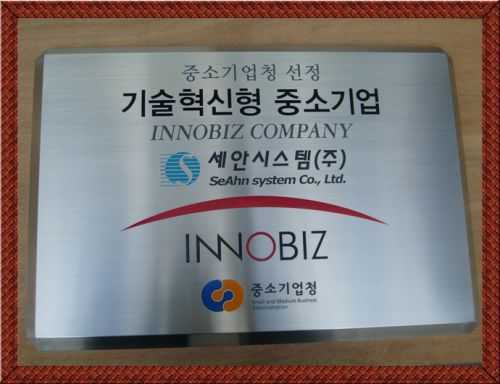 중소기업청 선정
기술혁신형 중소기업
INNOBIZ COMPANY
세안시스템(주)
SeAhn system Co., Ltd.
INNOBIZ
중소기업청
Small and Medium Business
Administration